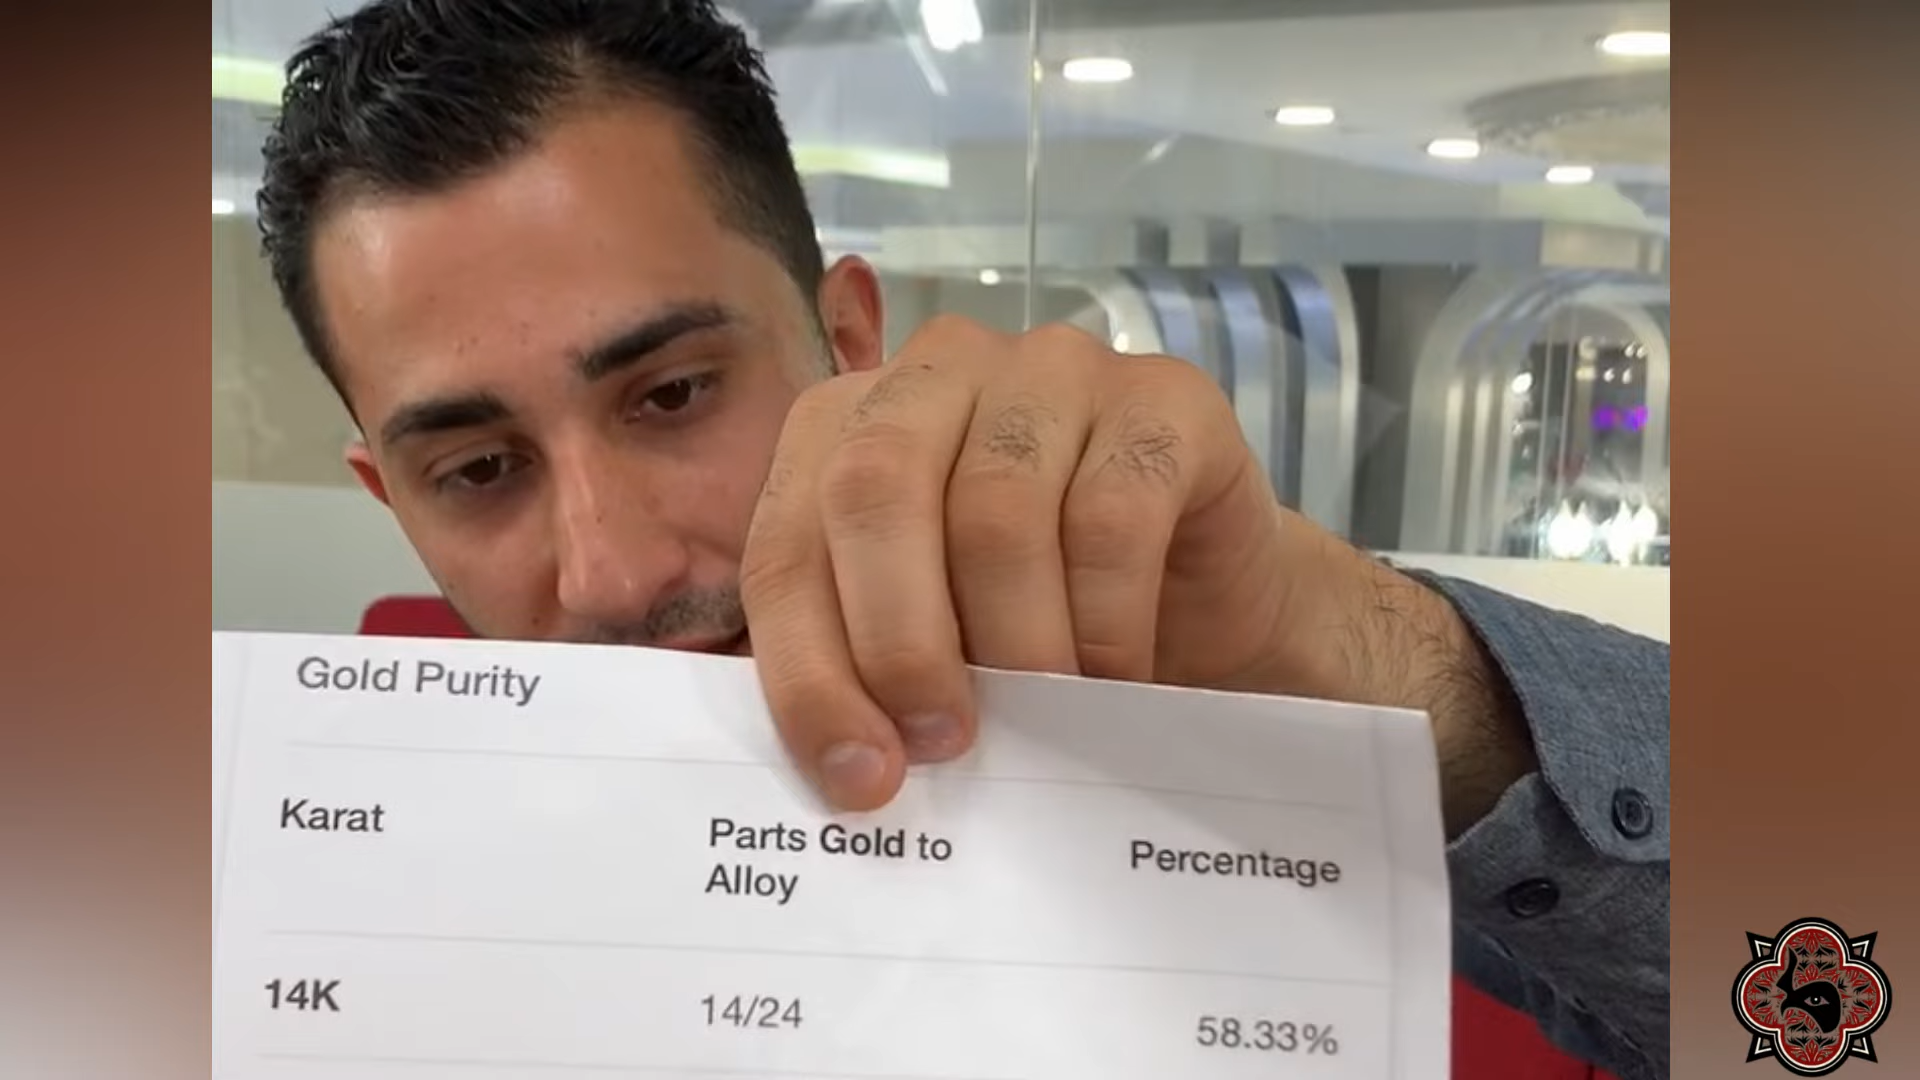 Gold Purity
Karat
Parts Gold to
Alloy
Percentage
14K
14/24
58.33%